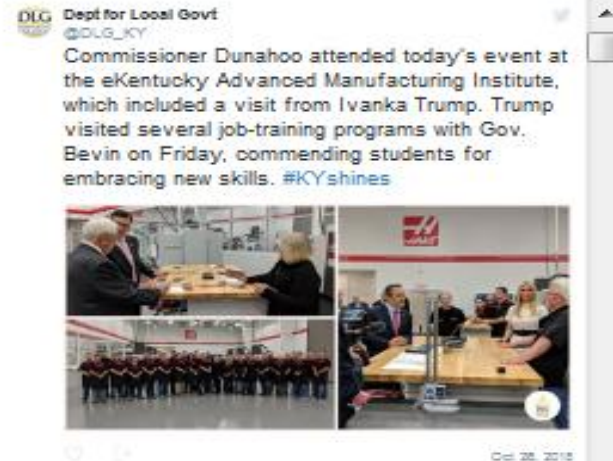 DLG
Dept for Local Govt
@DLG_KY
Commissioner Dunahoo attended today's event at
the eKentucky Advanced Manufacturing Institute,
which included a visit from Ivanka Trump. Trump
visited several job-training programs with Gov.
Bevin on Friday, commending students for
embracing new skills. #KYshines
HAAS
Oct 26, 2018